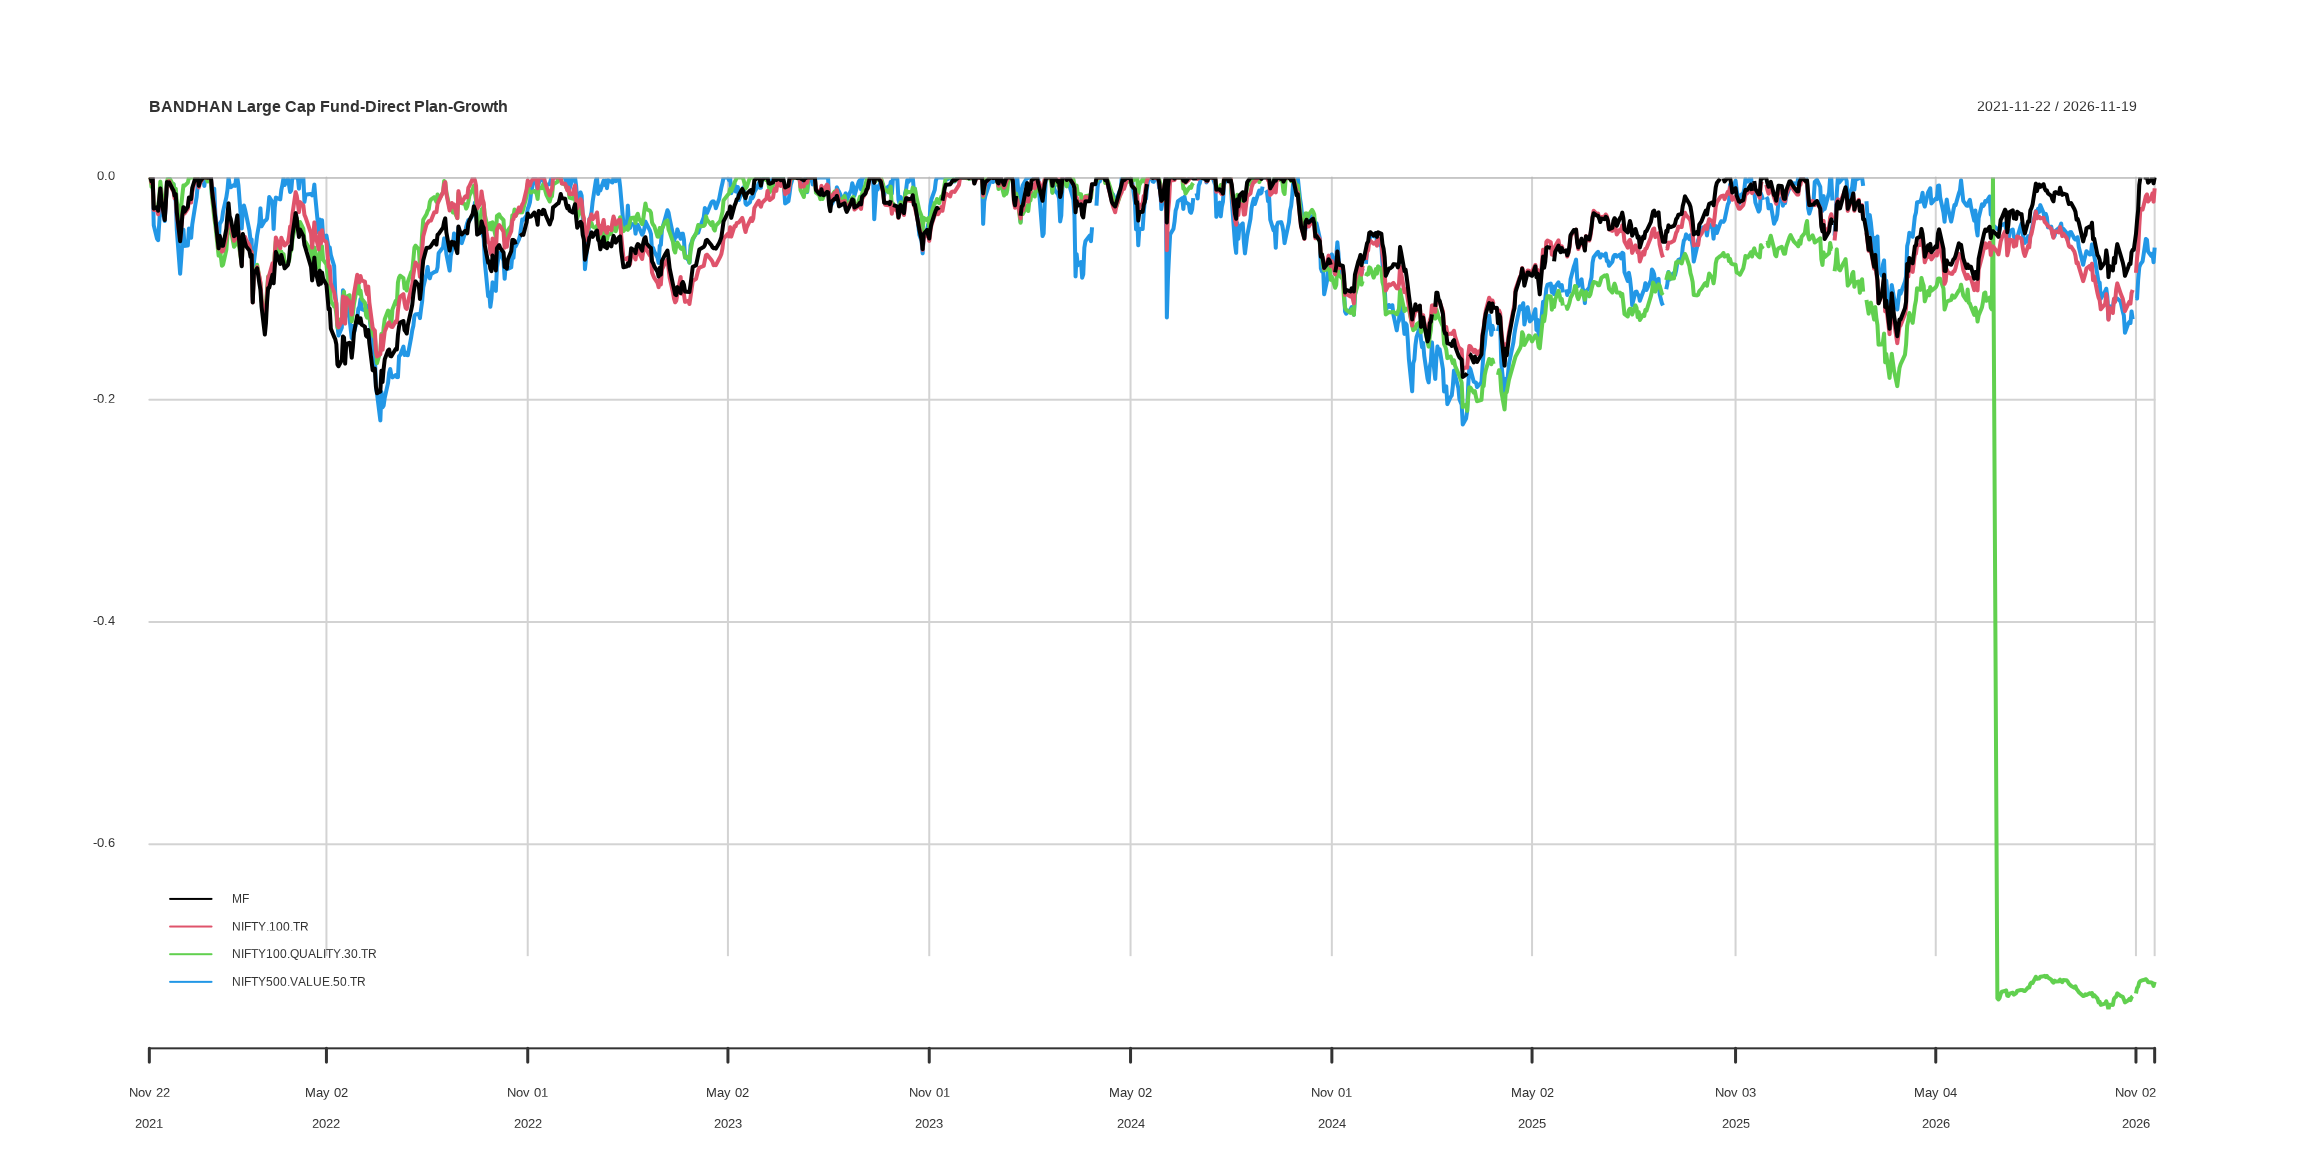 BANDHAN Large Cap Fund-Direct Plan-Growth
2021-11-22 / 2026-11-19
0.0
-0.2
-0.4
-0.6
MF
NIFTY.100.TR
NIFTY100.QUALITY.30.TR
NIFTY500.VALUE.50.TR
Nov 22 May 02 Nov 01 May 02 Nov 01 May 02 Nov 01 May 02 Nov 03 May 04 Nov 02
2021 2022 2022 2023 2023 2024 2024 2025 2025 2026 2026